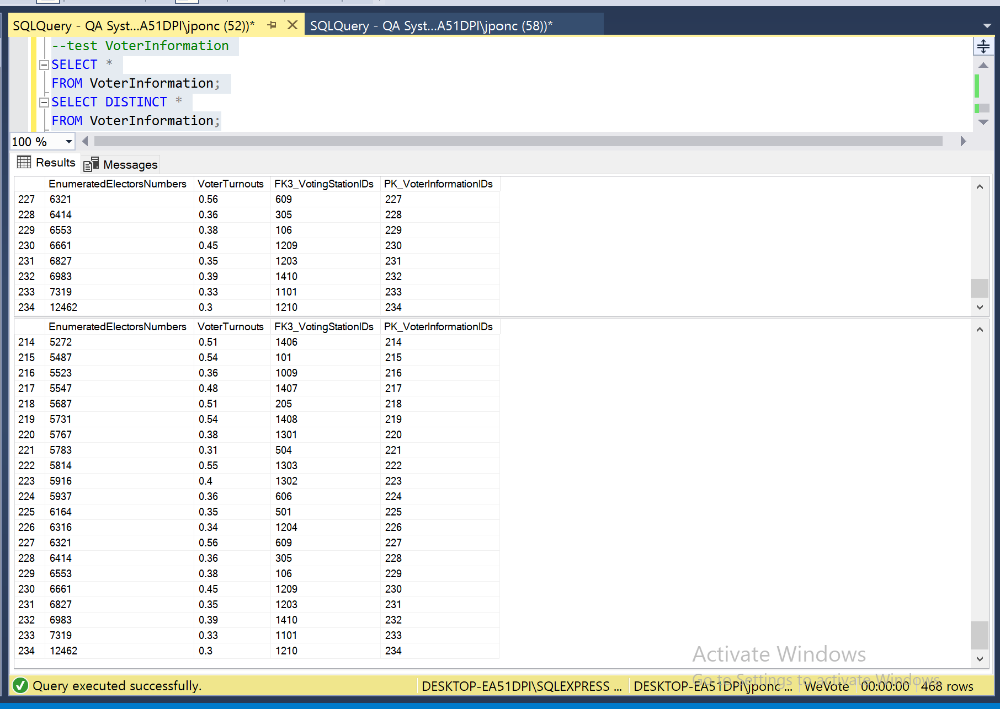 SQLQuery - QA Syst...A51DPI\jponc (52))* SQLQuery - QA Syst...A51DPI\jponc (58))*
--test VoterInformation
SELECT *
FROM VoterInformation;
SELECT DISTINCT *
FROM VoterInformation;
100 %
Results Messages
EnumeratedElectorsNumbers VoterTurnouts FK3_VotingStationIDs PK_VoterInformationIDs
227 6321 0.56 609 227
228 6414 0.36 305 228
229 6553 0.38 106 229
230 6661 0.45 1209 230
231 6827 0.35 1203 231
232 6983 0.39 1410 232
233 7319 0.33 1101 233
234 12462 0.3 1210 234
EnumeratedElectorsNumbers VoterTurnouts FK3_VotingStationIDs PK_VoterInformationIDs
214 5272 0.51 1406 214
215 5487 0.54 101 215
216 5523 0.36 1009 216
217 5547 0.48 1407 217
218 5687 0.51 205 218
219 5731 0.54 1408 219
220 5767 0.38 1301 220
221 5783 0.31 504 221
222 5814 0.55 1303 222
223 5916 0.4 1302 223
224 5937 0.36 606 224
225 6164 0.35 501 225
226 6316 0.34 1204 226
227 6321 0.56 609 227
228 6414 0.36 305 228
229 6553 0.38 106 229
230 6661 0.45 1209 230
231 6827 0.35 1203 231
232 6983 0.39 1410 232
233 7319 0.33 1101 233
234 12462 0.3 1210 234
Activate Windows
Go to Settings to activate Windows.
Query executed successfully. DESKTOP-EA51DPI\SQLEXPRESS ... DESKTOP-EA51DPI\jponc ... WeVote 00:00:00 468 rows